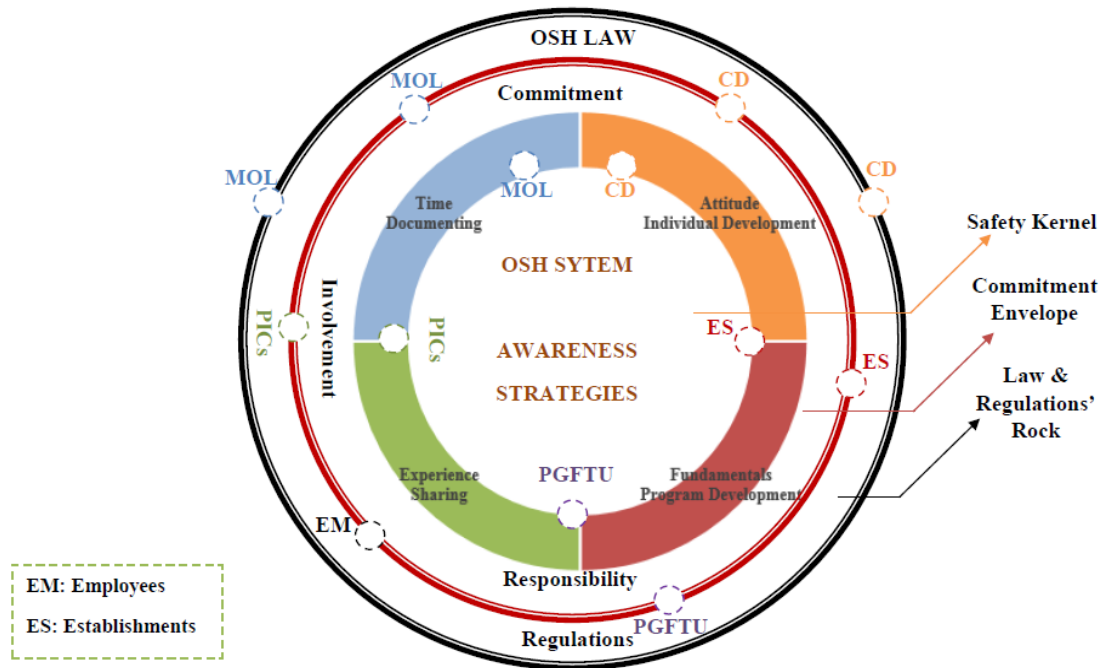 OSH LAW
MOL
CD
Commitment
MOL
CD
MOL
CD
Time
Documenting
Attitude
Individual Development
Safety Kernel
OSH SYTEM
Commitment
Envelope
Involvement
PICs
PICs
ES
ES
AWARENESS
STRATEGIES
Law &
Regulations’
Rock
Experience
Sharing
PGFTU
Fundamentals
Program Development
EM
Responsibility
PGFTU
Regulations
EM: Employees
ES: Establishments